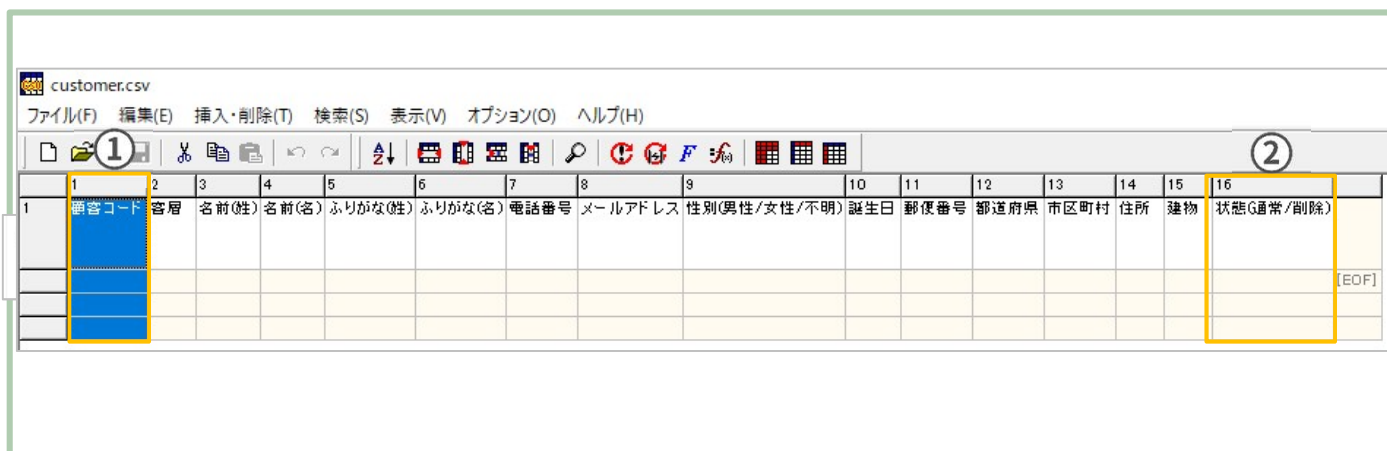 customer.csv
ファイル(F) 編集(E) 挿入・削除(T) 検索(S) 表示(V) オプション(O) ヘルプ(H)
① ②
1 2 3 4 5 6 7 8 9 10 11 12 13 14 15 16
1 顧客コード 客層 名前(姓) 名前(名) ふりがな(姓) ふりがな(名) 電話番号 メールアドレス 性別(男性/女性/不明) 誕生日 郵便番号 都道府県 市区町村 住所 建物 状態(通常/削除)
[EOF]